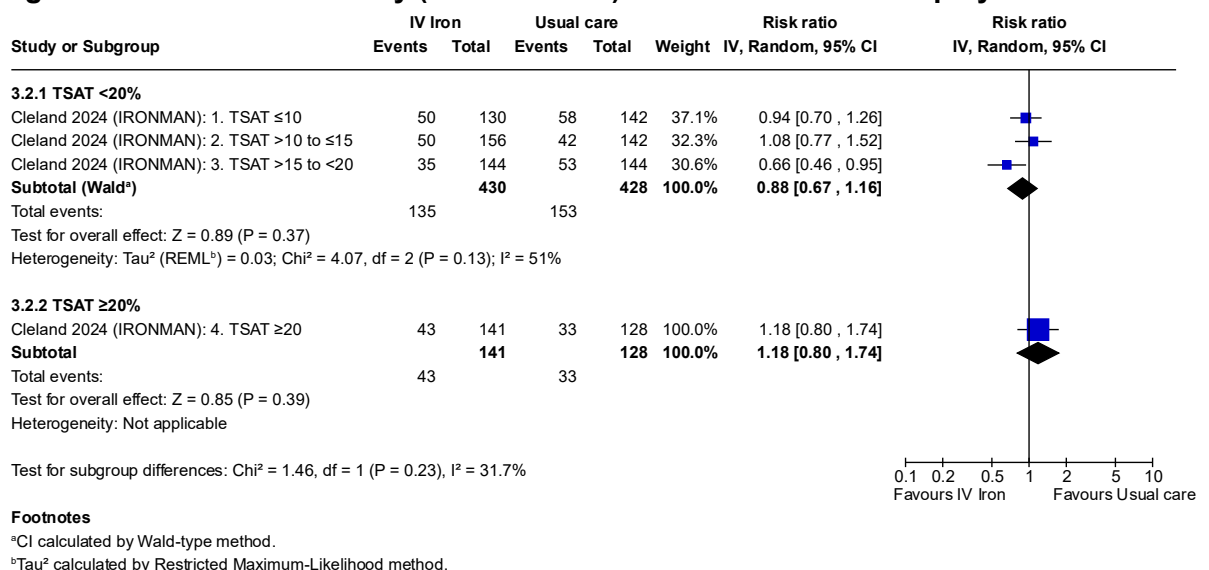 IV Iron Usual care Risk ratio Risk ratio
Study or Subgroup Events Total Events Total Weight IV, Random, 95% CI IV, Random, 95% CI
3.2.1 TSAT <20%
Cleland 2024 (IRONMAN): 1. TSAT ≤10 50 130 58 142 37.1% 0.94 [0.70 , 1.26]
Cleland 2024 (IRONMAN): 2. TSAT >10 to ≤15 50 156 42 142 32.3% 1.08 [0.77 , 1.52]
Cleland 2024 (IRONMAN): 3. TSAT >15 to <20 35 144 53 144 30.6% 0.66 [0.46 , 0.95]
Subtotal (Waldᵃ) 430 428 100.0% 0.88 [0.67 , 1.16]
Total events: 135 153
Test for overall effect: Z = 0.89 (P = 0.37)
Heterogeneity: Tau² (REMLᵇ) = 0.03; Chi² = 4.07, df = 2 (P = 0.13); I² = 51%
3.2.2 TSAT ≥20%
Cleland 2024 (IRONMAN): 4. TSAT ≥20 43 141 33 128 100.0% 1.18 [0.80 , 1.74]
Subtotal 141 128 100.0% 1.18 [0.80 , 1.74]
Total events: 43 33
Test for overall effect: Z = 0.85 (P = 0.39)
Heterogeneity: Not applicable
Test for subgroup differences: Chi² = 1.46, df = 1 (P = 0.23), I² = 31.7%
0.1 0.2 0.5 1 2 5 10
Favours IV Iron Favours Usual care
Footnotes
ᵃCI calculated by Wald-type method.
ᵇTau² calculated by Restricted Maximum-Likelihood method.